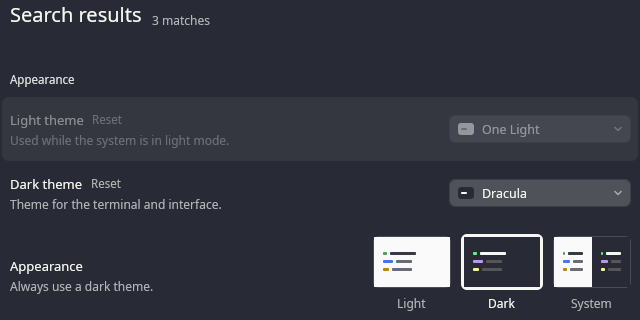 Search results 3 matches
Appearance
Light theme Reset
Used while the system is in light mode.
One Light
Dark theme Reset
Theme for the terminal and interface.
Dracula
Appearance
Always use a dark theme.
Light Dark System